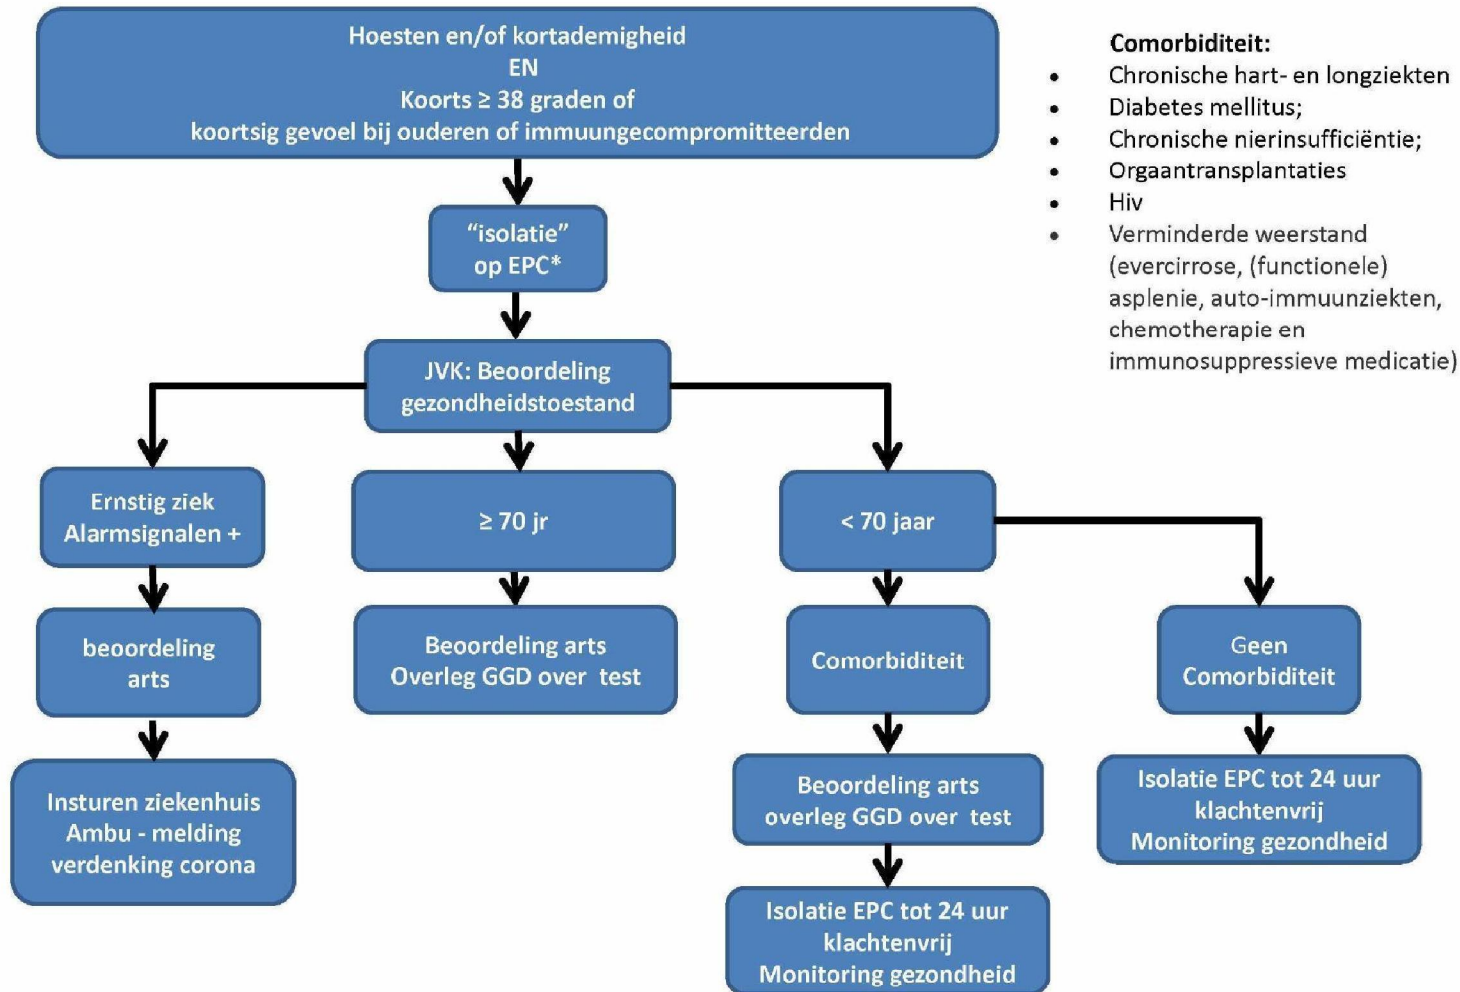 Hoesten en/of kortademigheid
EN
Koorts ≥ 38 graden of
koortsig gevoel bij ouderen of immuungecompromitteerden
"isolatie"
op EPC*
JVK: Beoordeling
gezondheidstoestand
Ernstig ziek
Alarmsignalen +
beoordeling
arts
Insturen ziekenhuis
Ambu - melding
verdenking corona
≥ 70 jr
Beoordeling arts
Overleg GGD over test
< 70 jaar
Comorbiditeit
Beoordeling arts
overleg GGD over test
Isolatie EPC tot 24 uur
klachtenvrij
Monitoring gezondheid
Geen
Comorbiditeit
Isolatie EPC tot 24 uur
klachtenvrij
Monitoring gezondheid
Comorbiditeit:
• Chronische hart- en longziekten
• Diabetes mellitus;
• Chronische nierinsufficiëntie;
• Orgaantransplantaties
• Hiv
• Verminderde weerstand
(evercirrose, (functionele)
asplenie, auto-immuunziekten,
chemotherapie en
immunosuppressieve medicatie)